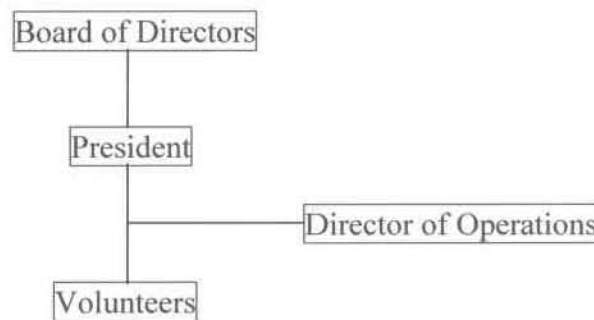 Board of Directors
President
Director of Operations
Volunteers